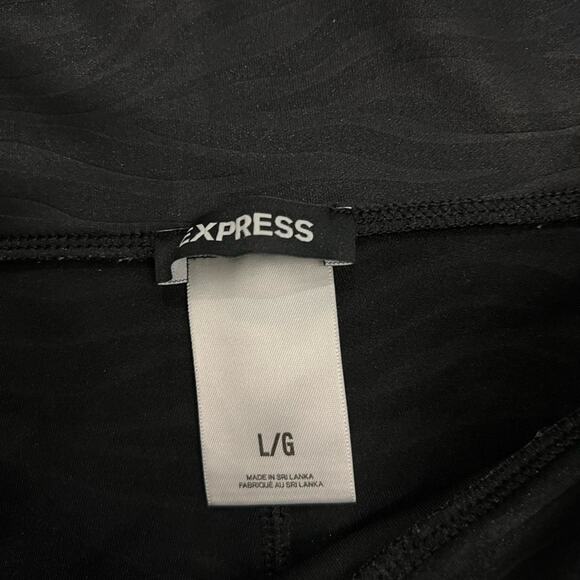 EXPRESS
L/G
MADE IN SRI LANKA
FABRIQUÉ AU SRI LANKA